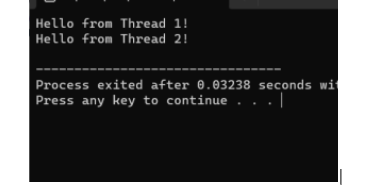 Hello from Thread 1!
Hello from Thread 2!
--------------------------------
Process exited after 0.03238 seconds
Press any key to continue . . .